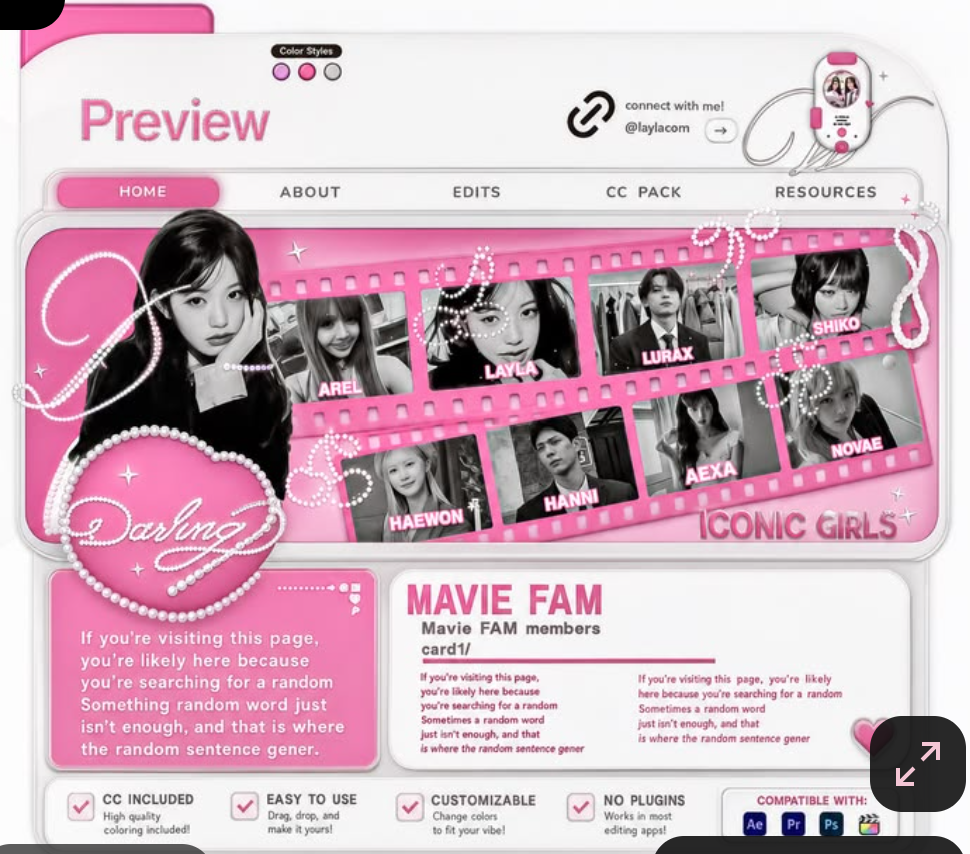 Color Styles
Preview
connect with me!
@laylacom
HOME
ABOUT
EDITS
CC PACK
RESOURCES
AREL
LAYLA
LURAX
SHIKO
HAEWON
HANNI
AEXA
NOVAE
ICONIC GIRLS
Darling
If you're visiting this page,
you're likely here because
you're searching for a random
Something random word just
isn't enough, and that is where
the random sentence gener.
MAVIE FAM
Mavie FAM members
card1/
If you're visiting this page,
you're likely here because
you're searching for a random
Sometimes a random word
just isn't enough, and that
is where the random sentence gener
If you're visiting this page, you're likely
here because you're searching for a random
Sometimes a random word
just isn't enough, and that
is where the random sentence gener
CC INCLUDED
High quality
coloring included!
EASY TO USE
Drag, drop, and
make it yours!
CUSTOMIZABLE
Change colors
to fit your vibe!
NO PLUGINS
Works in most
editing apps!
COMPATIBLE WITH:
Ae
Pr
Ps